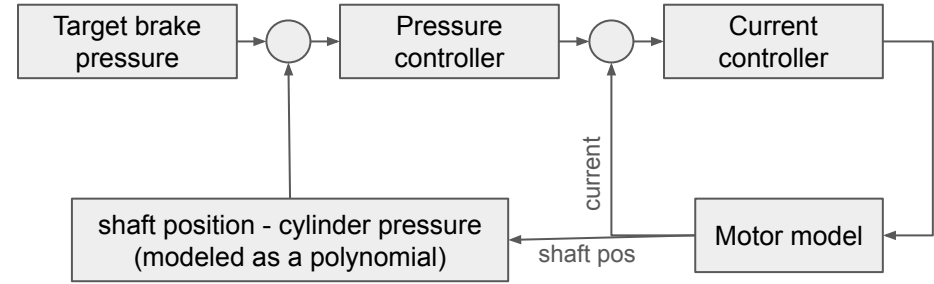 Target brake
pressure
Pressure
controller
Current
controller
current
shaft position - cylinder pressure
(modeled as a polynomial)
shaft pos
Motor model